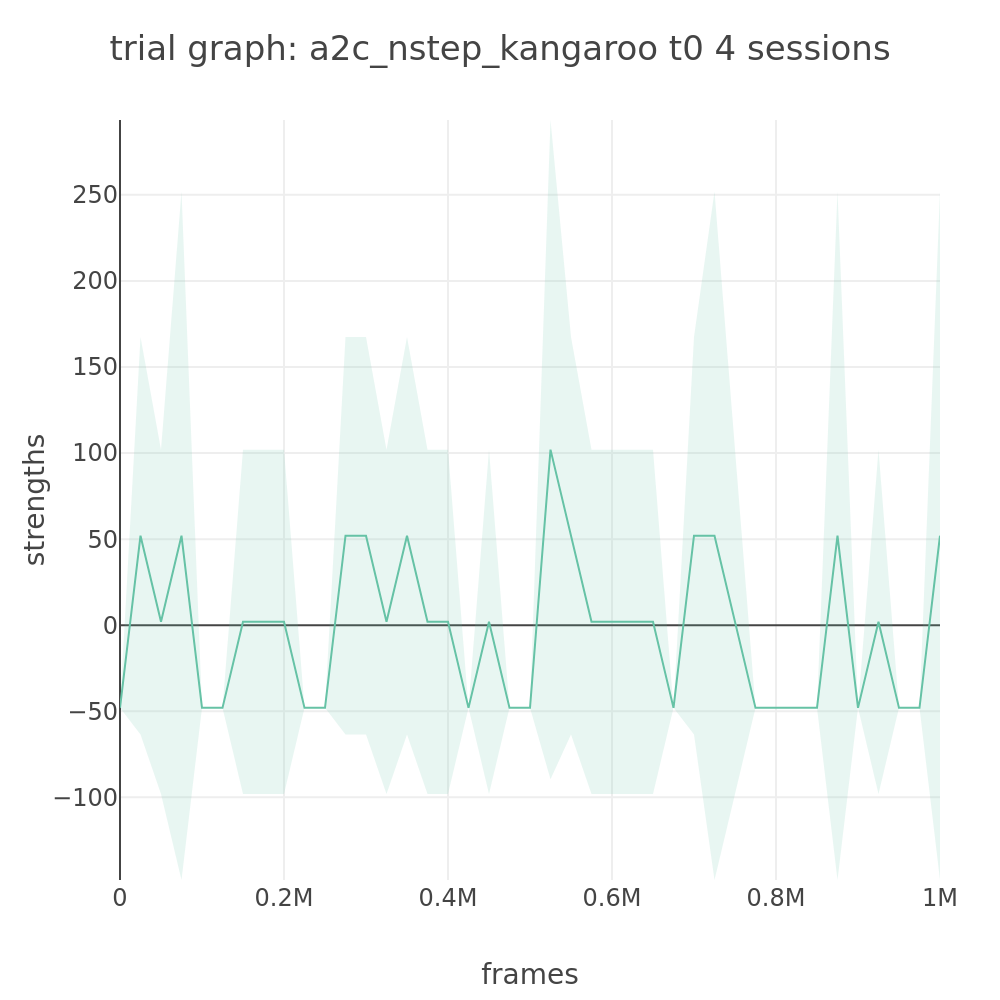 trial graph: a2c_nstep_kangaroo t0 4 sessions
250
200
150
100
50
0
−50
−100
strengths
0
0.2M
0.4M
0.6M
0.8M
1M
frames